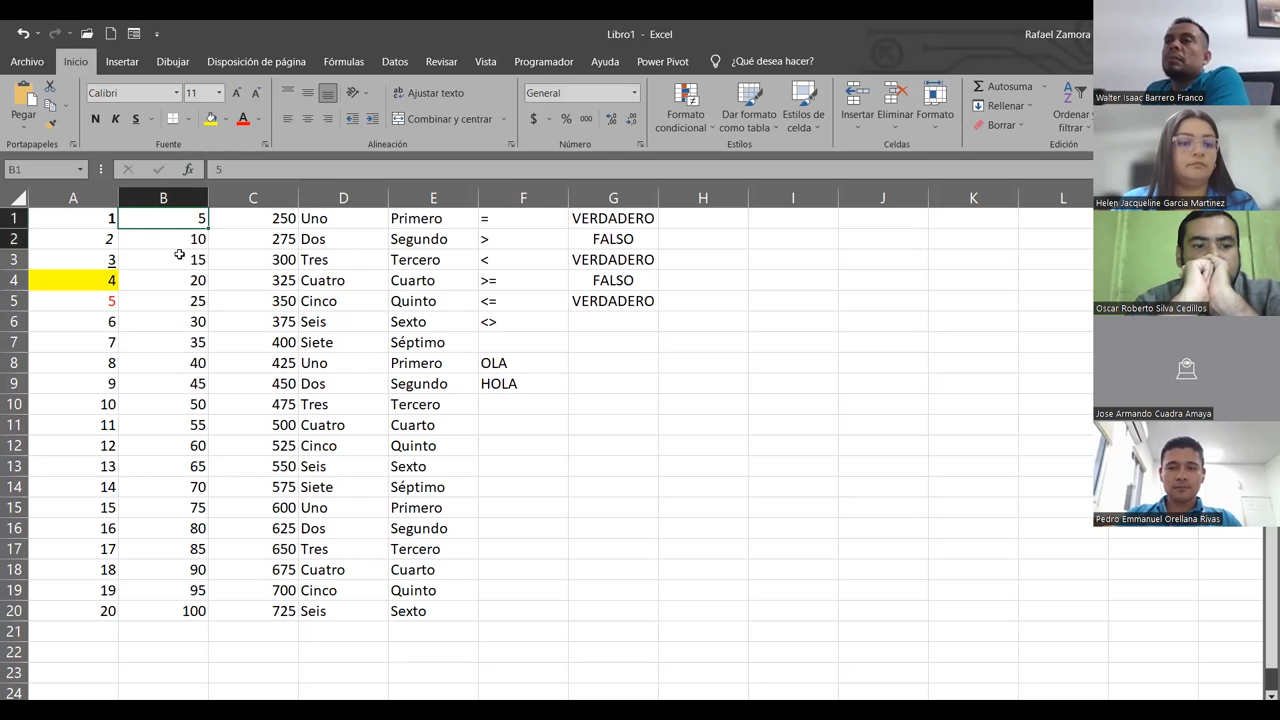 Libro1 - Excel
Rafael Zamora
Archivo Inicio Insertar Dibujar Disposición de página Fórmulas Datos Revisar Vista Programador Ayuda Power Pivot ¿Qué desea hacer?
Pegar
Portapapeles
Calibri 11
N K S
Fuente
Ajustar texto
Combinar y centrar
Alineación
General
$ % 000
Número
Formato condicional
Dar formato como tabla
Estilos de celda
Estilos
Insertar Eliminar Formato
Celdas
Autosuma
Rellenar
Borrar
Ordenar y filtrar
Edición
B1 fx 5
A B C D E F G H I J K L
1 1 5 250 Uno Primero = VERDADERO
2 2 10 275 Dos Segundo > FALSO
3 3 15 300 Tres Tercero < VERDADERO
4 4 20 325 Cuatro Cuarto >= FALSO
5 5 25 350 Cinco Quinto <= VERDADERO
6 6 30 375 Seis Sexto <>
7 7 35 400 Siete Séptimo
8 8 40 425 Uno Primero OLA
9 9 45 450 Dos Segundo HOLA
10 10 50 475 Tres Tercero
11 11 55 500 Cuatro Cuarto
12 12 60 525 Cinco Quinto
13 13 65 550 Seis Sexto
14 14 70 575 Siete Séptimo
15 15 75 600 Uno Primero
16 16 80 625 Dos Segundo
17 17 85 650 Tres Tercero
18 18 90 675 Cuatro Cuarto
19 19 95 700 Cinco Quinto
20 20 100 725 Seis Sexto
21
22
23
24
Walter Isaac Barrero Franco
Helen Jacqueline Garcia Martinez
Oscar Roberto Silva Cedillos
Jose Armando Cuadra Amaya
Pedro Emmanuel Orellana Rivas